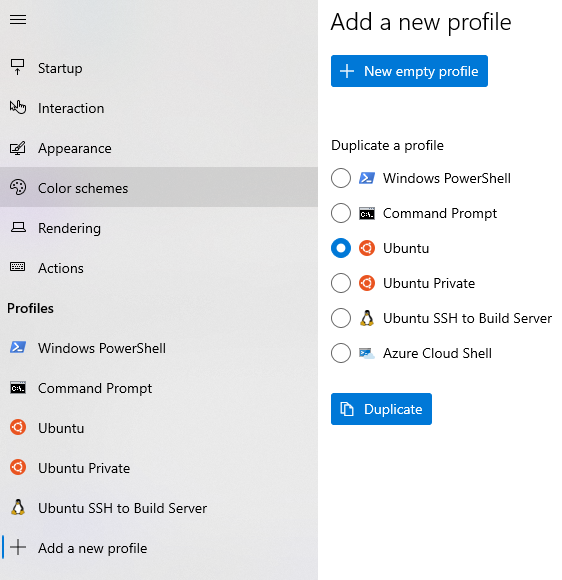 Startup
Interaction
Appearance
Color schemes
Rendering
Actions
Profiles
Windows PowerShell
Command Prompt
Ubuntu
Ubuntu Private
Ubuntu SSH to Build Server
Add a new profile
Add a new profile
New empty profile
Duplicate a profile
Windows PowerShell
Command Prompt
Ubuntu
Ubuntu Private
Ubuntu SSH to Build Server
Azure Cloud Shell
Duplicate